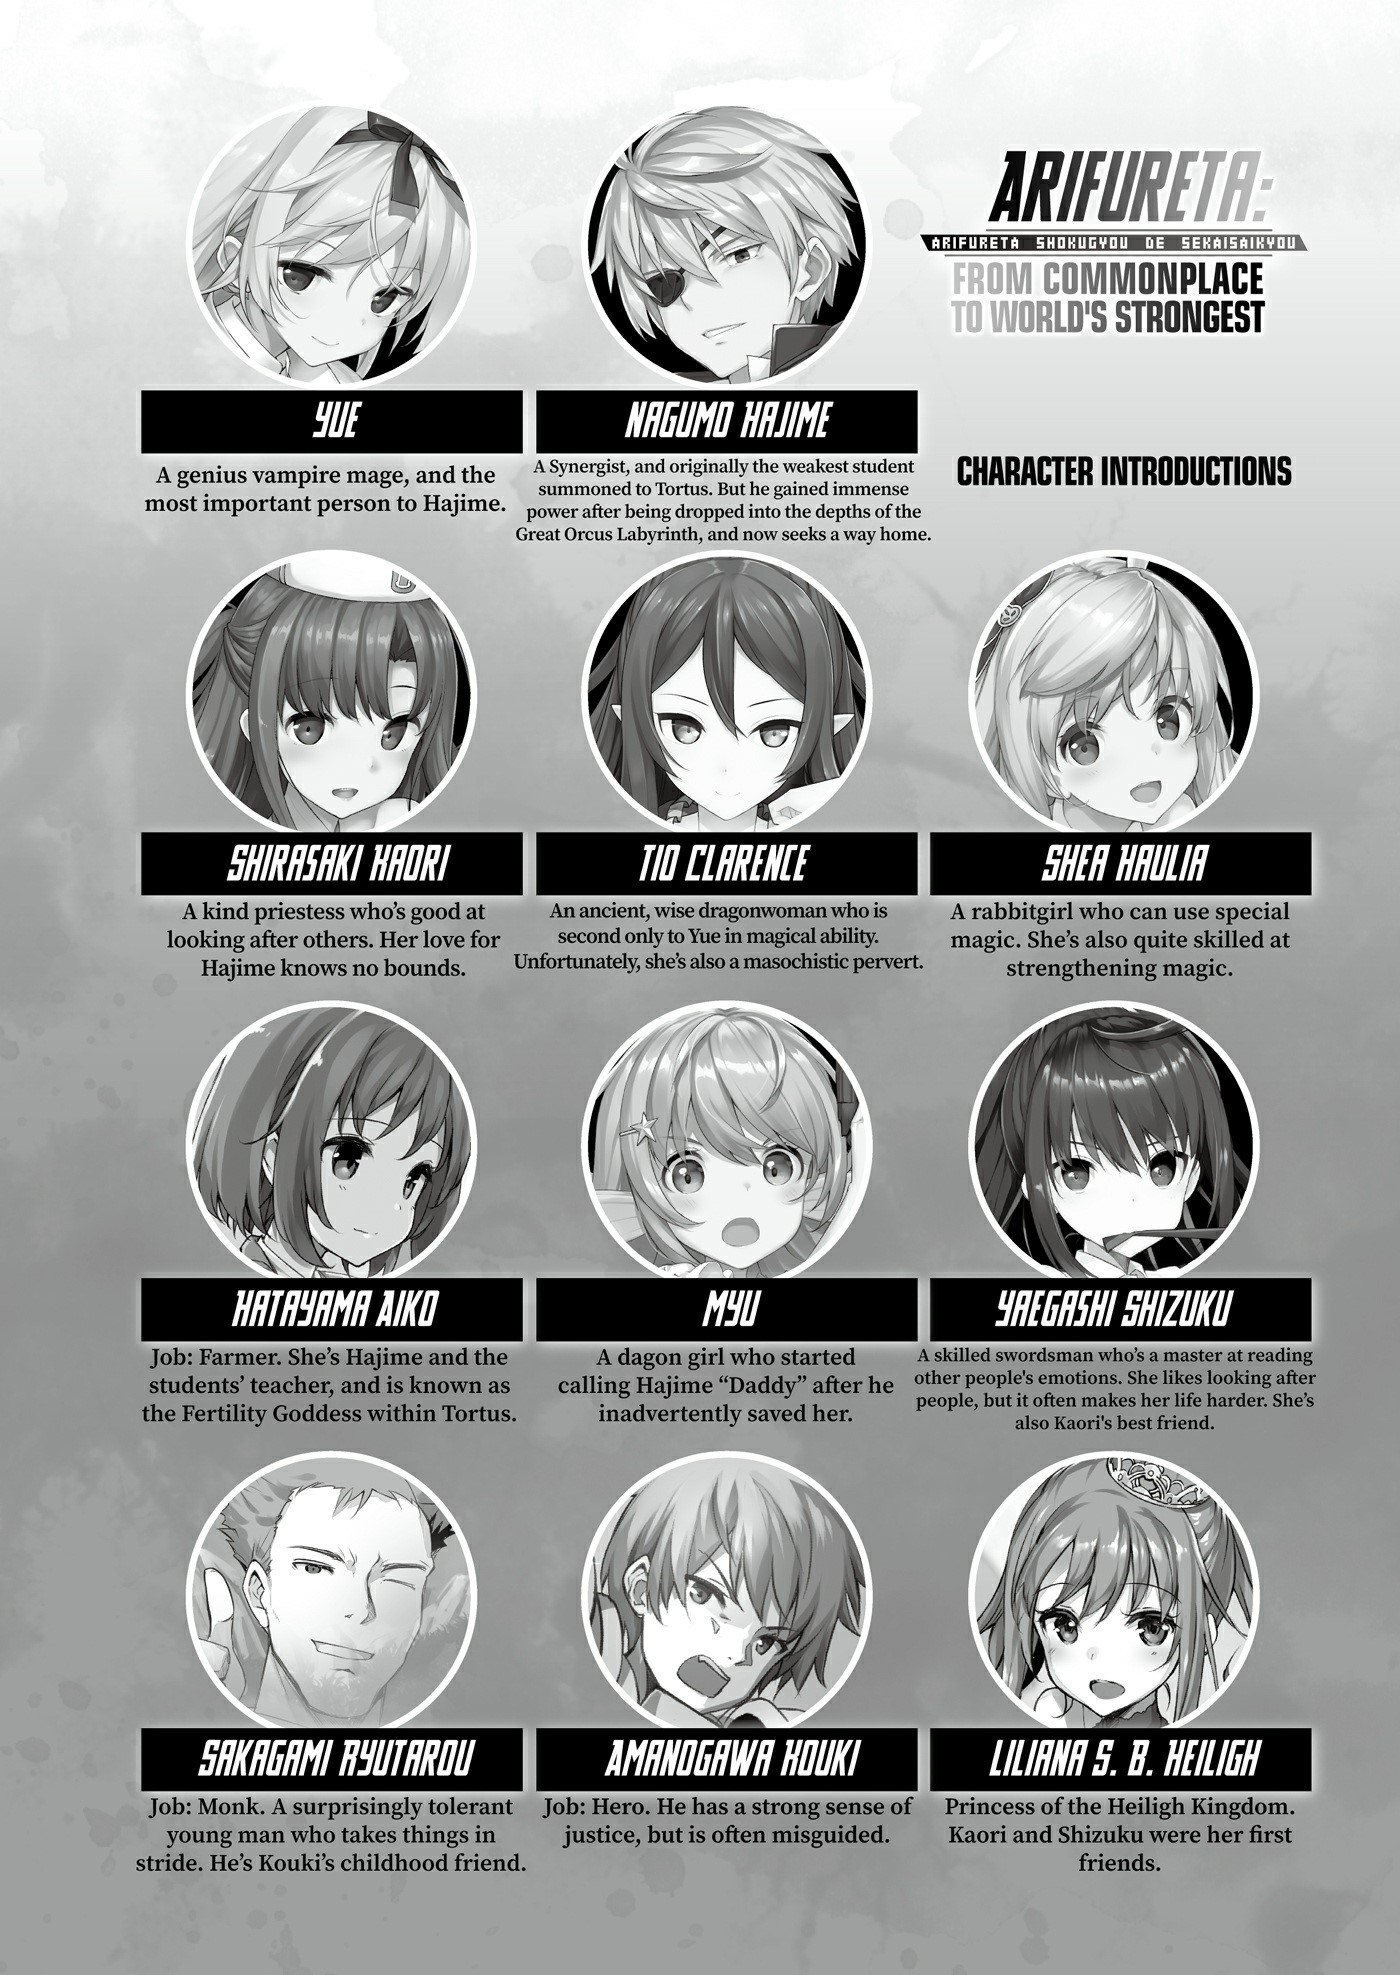 ARIFURETA:
ARIFURETA SHOKUGYOU DE SEKAISAIKYOU
FROM COMMONPLACE
TO WORLD'S STRONGEST
CHARACTER INTRODUCTIONS
YUE
A genius vampire mage, and the
most important person to Hajime.
NAGUMO HAJIME
A Synergist, and originally the weakest student
summoned to Tortus. But he gained immense
power after being dropped into the depths of the
Great Orcus Labyrinth, and now seeks a way home.
SHIRASAKI KAORI
A kind priestess who’s good at
looking after others. Her love for
Hajime knows no bounds.
TIO CLARENCE
An ancient, wise dragonwoman who is
second only to Yue in magical ability.
Unfortunately, she’s also a masochistic pervert.
SHEA HAULIA
A rabbitgirl who can use special
magic. She’s also quite skilled at
strengthening magic.
HATAYAMA AIKO
Job: Farmer. She’s Hajime and the
students’ teacher, and is known as
the Fertility Goddess within Tortus.
MYU
A dagon girl who started
calling Hajime “Daddy” after he
inadvertently saved her.
YAEGASHI SHIZUKU
A skilled swordsman who’s a master at reading
other people's emotions. She likes looking after
people, but it often makes her life harder. She’s
also Kaori's best friend.
SAKAGAMI RYUTAROU
Job: Monk. A surprisingly tolerant
young man who takes things in
stride. He’s Kouki’s childhood friend.
AMANOGAWA KOUKI
Job: Hero. He has a strong sense of
justice, but is often misguided.
LILIANA S. B. HEILIGH
Princess of the Heiligh Kingdom.
Kaori and Shizuku were her first
friends.